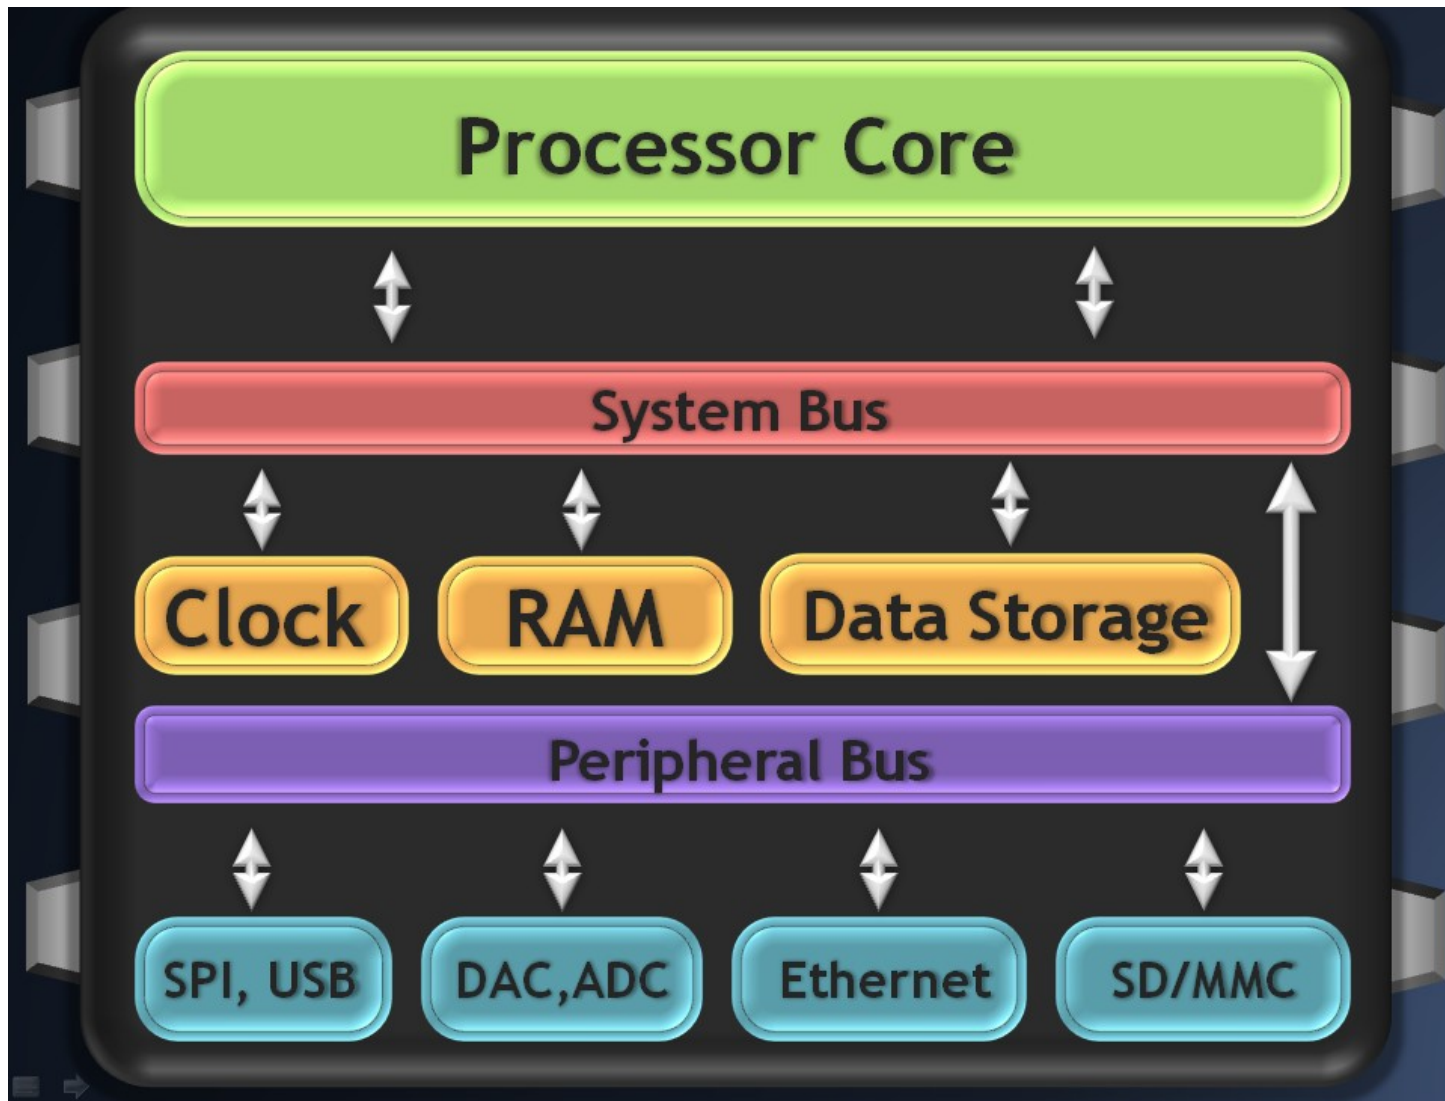 Processor Core
System Bus
Clock
RAM
Data Storage
Peripheral Bus
SPI, USB
DAC,ADC
Ethernet
SD/MMC